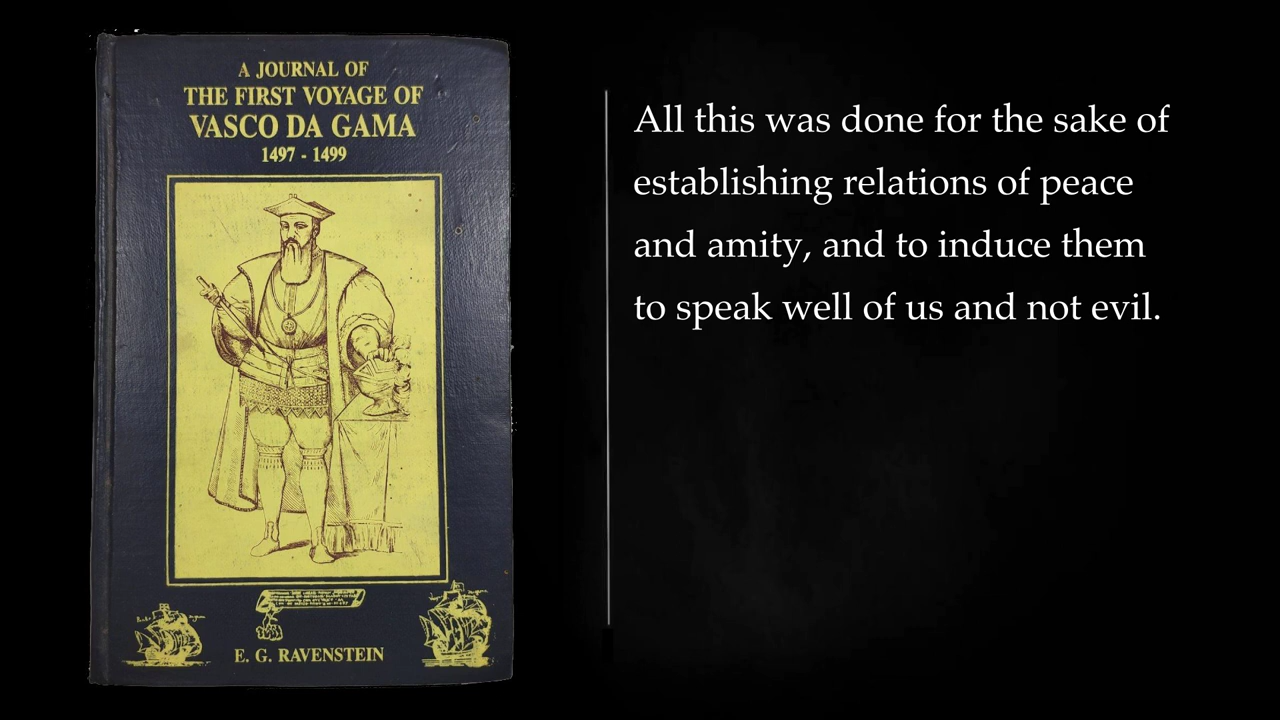 A JOURNAL OF
THE FIRST VOYAGE OF
VASCO DA GAMA
1497 - 1499
E. G. RAVENSTEIN
All this was done for the sake of
establishing relations of peace
and amity, and to induce them
to speak well of us and not evil.